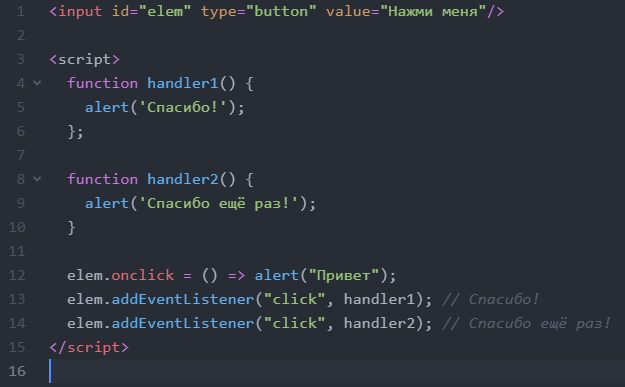 1 <input id="elem" type="button" value="Нажми меня"/>
2
3 <script>
4 function handler1() {
5 alert('Спасибо!');
6 };
7
8 function handler2() {
9 alert('Спасибо ещё раз!');
10 }
11
12 elem.onclick = () => alert("Привет");
13 elem.addEventListener("click", handler1); // Спасибо!
14 elem.addEventListener("click", handler2); // Спасибо ещё раз!
15 </script>
16